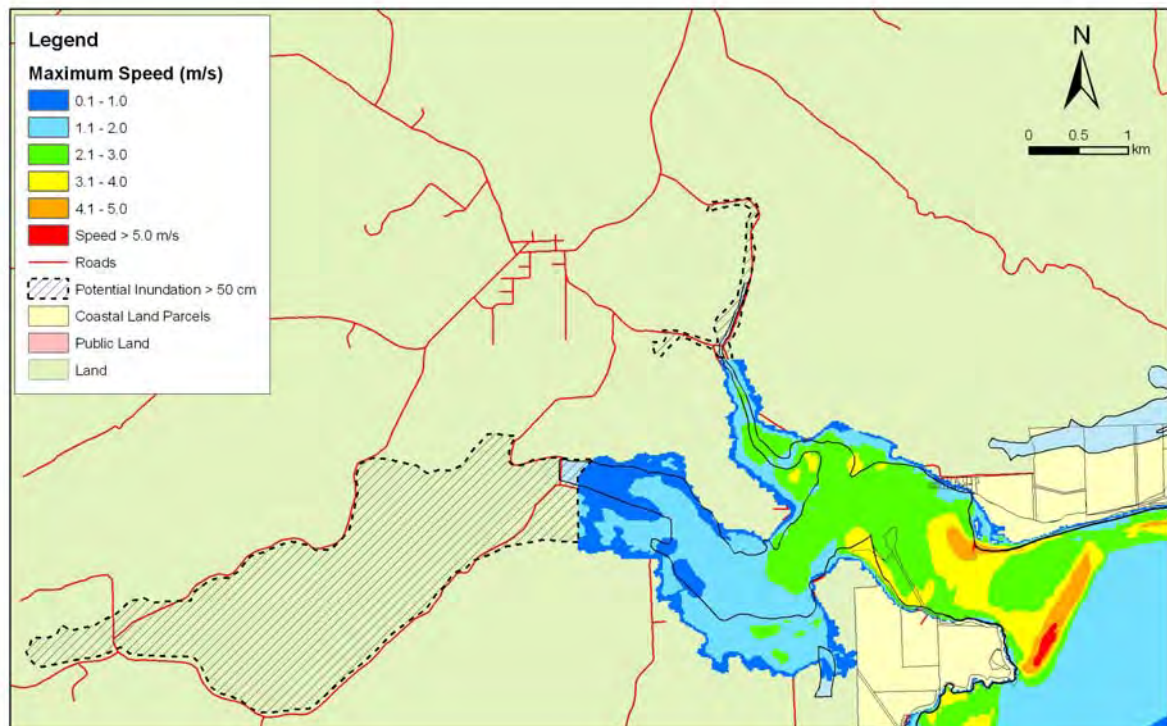 Legend
Maximum Speed (m/s)
0.1 - 1.0
1.1 - 2.0
2.1 - 3.0
3.1 - 4.0
4.1 - 5.0
Speed > 5.0 m/s
Roads
Potential Inundation > 50 cm
Coastal Land Parcels
Public Land
Land
N
0 0.5 1
km